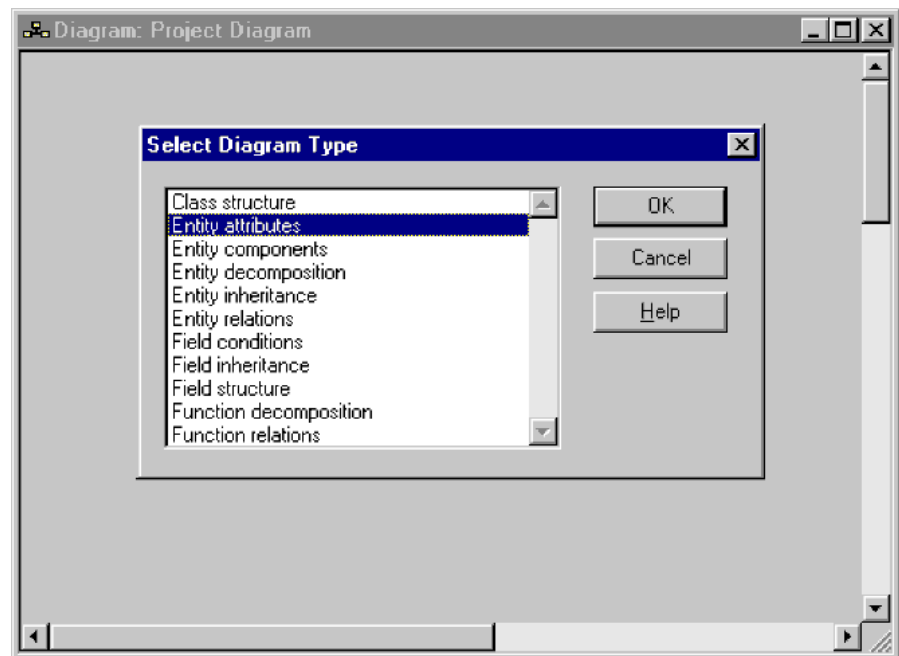 Diagram: Project Diagram
Select Diagram Type
Class structure
Entity attributes
Entity components
Entity decomposition
Entity inheritance
Entity relations
Field conditions
Field inheritance
Field structure
Function decomposition
Function relations
OK
Cancel
Help